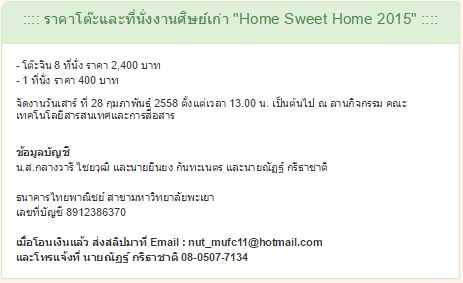 :::: ราคาโต๊ะและที่นั่งงานศิษย์เก่า "Home Sweet Home 2015" ::::
- โต๊ะจีน 8 ที่นั่ง ราคา 2,400 บาท
- 1 ที่นั่ง ราคา 400 บาท
จัดงานวันเสาร์ ที่ 28 กุมภาพันธ์ 2558 ตั้งแต่เวลา 13.00 น. เป็นต้นไป ณ ลานกิจกรรม คณะ
เทคโนโลยีสารสนเทศและการสื่อสาร
ข้อมูลบัญชี
น.ส.กลางวารี ไชยวุฒิ และนายยืนยง กันทะเนตร และนายณัฏฐ์ กรีธาชาติ
ธนาคารไทยพาณิชย์ สาขามหาวิทยาลัยพะเยา
เลขที่บัญชี 8912386370
เมื่อโอนเงินแล้ว ส่งสลิปมาที่ Email : nut_mufc11@hotmail.com
และโทรแจ้งที่ นายณัฏฐ์ กรีธาชาติ 08-0507-7134